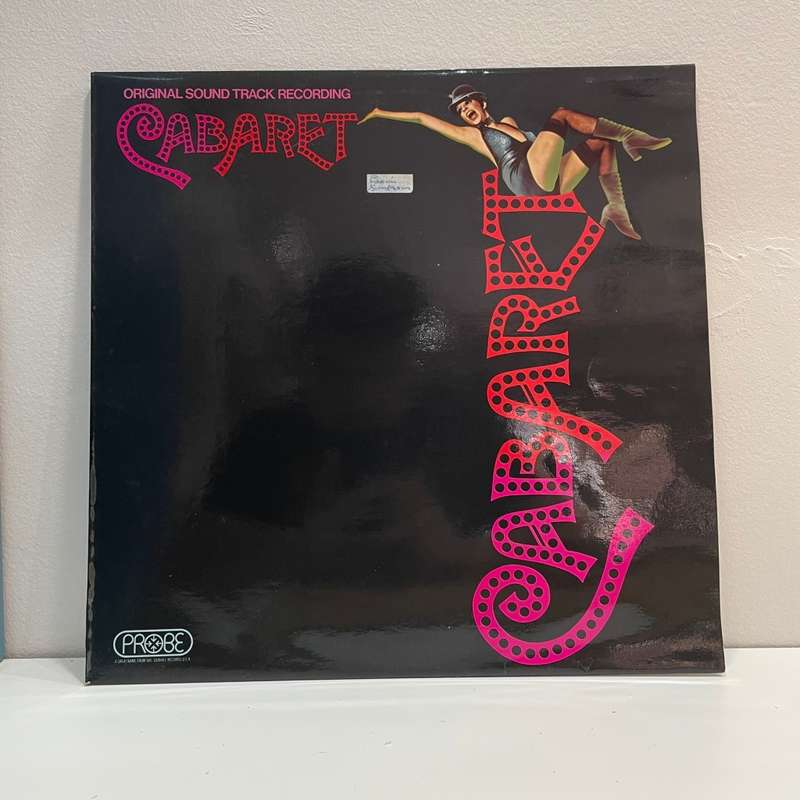 ORIGINAL SOUND TRACK RECORDING
CABARET
CABARET
PROBE